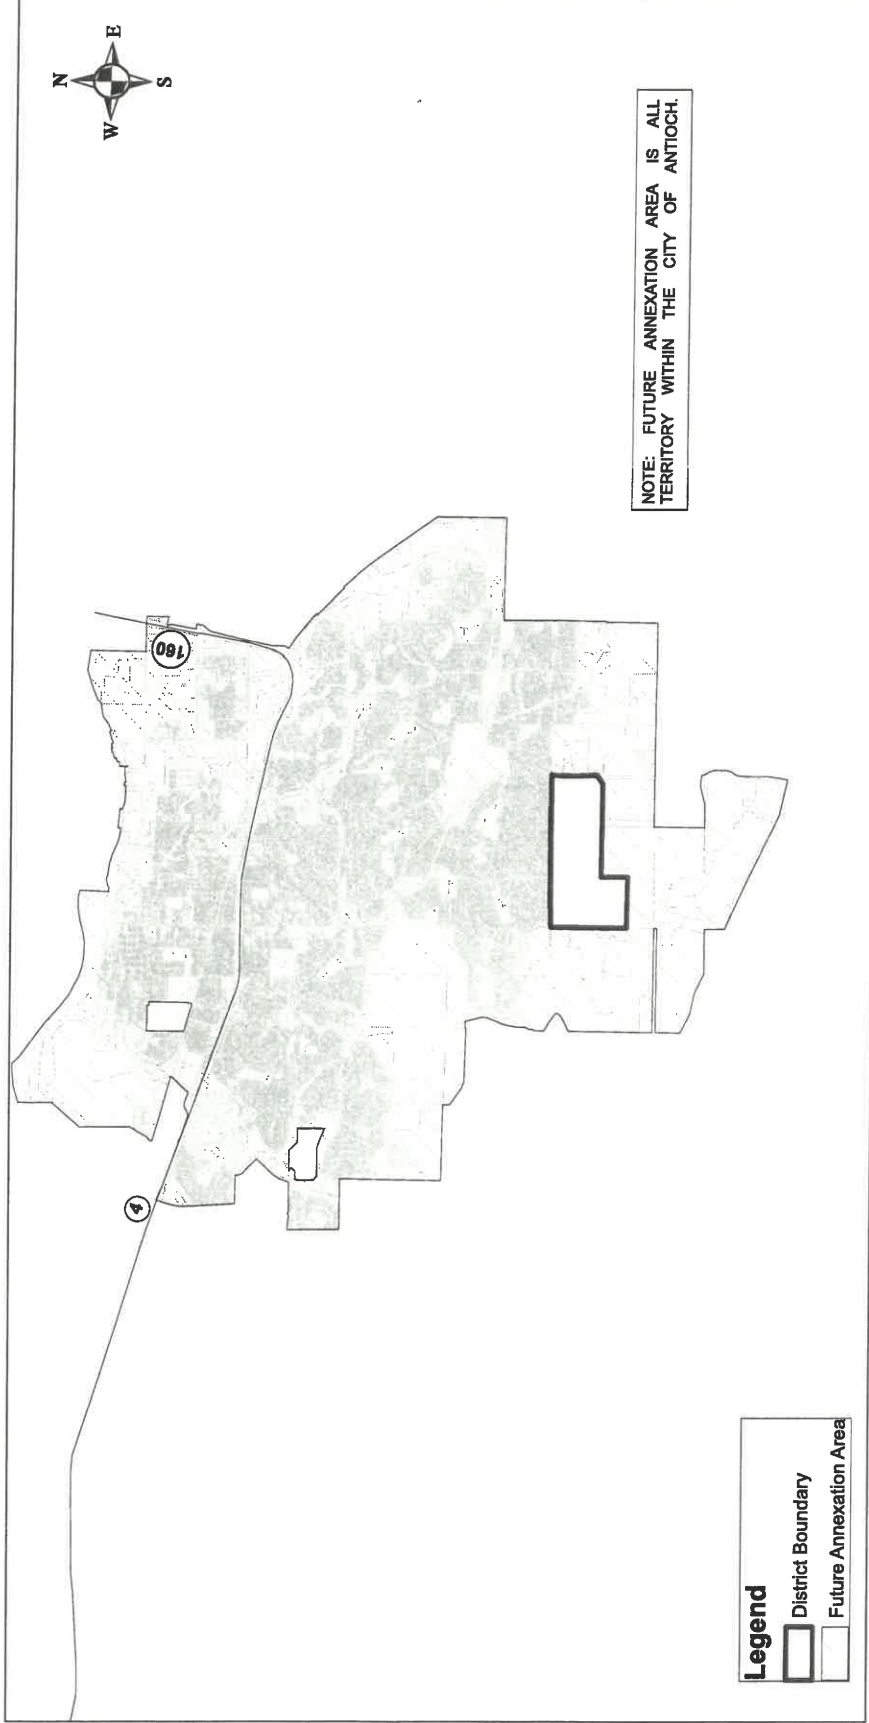 N
W
E
S
160
4
NOTE: FUTURE ANNEXATION AREA IS ALL
TERRITORY WITHIN THE CITY OF ANTIOCH.
Legend
District Boundary
Future Annexation Area